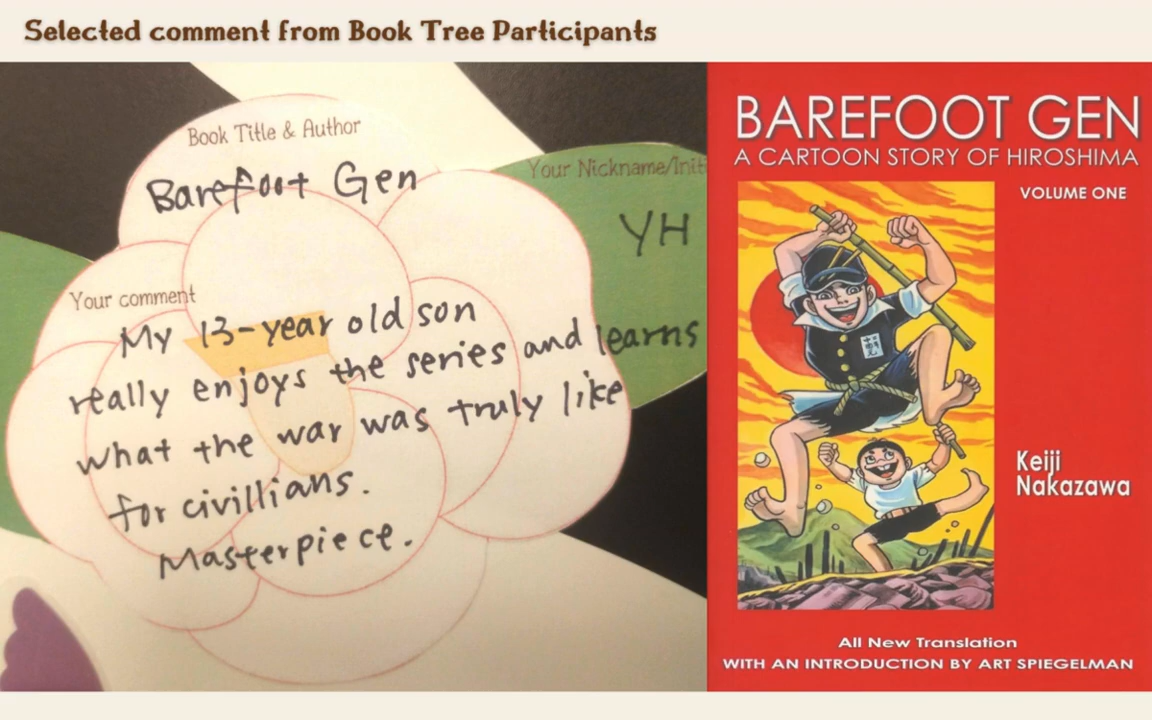 Selected comment from Book Tree Participants
Book Title & Author
Barefoot Gen
Your Nickname/Initi
YH
Your comment
My 13-year old son
really enjoys the series and learns
what the war was truly like
for civillians.
Masterpiece.
BAREFOOT GEN
A CARTOON STORY OF HIROSHIMA
VOLUME ONE
Keiji
Nakazawa
All New Translation
WITH AN INTRODUCTION BY ART SPIEGELMAN